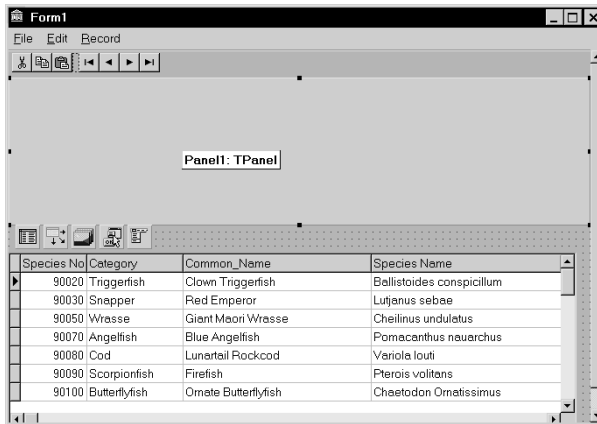 Form1
File Edit Record
Panel1: TPanel
Species No Category Common_Name Species Name
90020 Triggerfish Clown Triggerfish Ballistoides conspicillum
90030 Snapper Red Emperor Lutjanus sebae
90050 Wrasse Giant Maori Wrasse Cheilinus undulatus
90070 Angelfish Blue Angelfish Pomacanthus nauarchus
90080 Cod Lunartail Rockcod Variola louti
90090 Scorpionfish Firefish Pterois volitans
90100 Butterflyfish Ornate Butterflyfish Chaetodon Ornatissimus